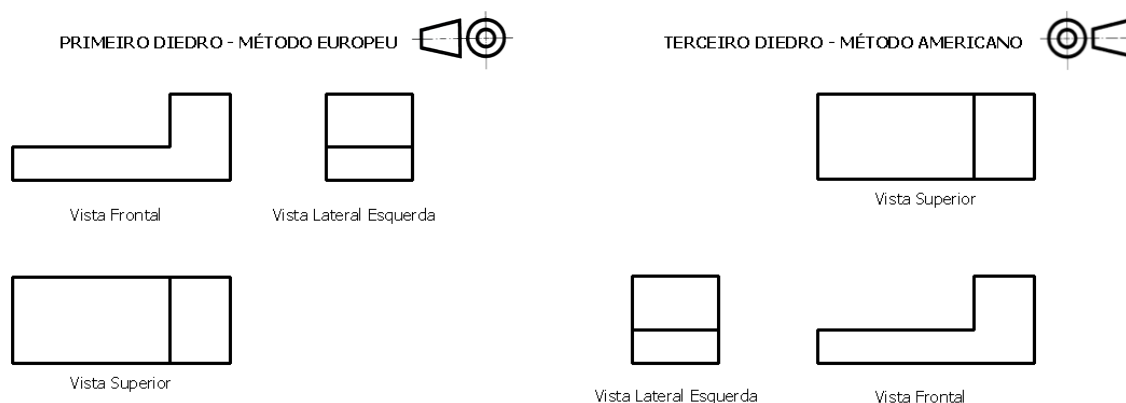 PRIMEIRO DIEDRO - MÉTODO EUROPEU
Vista Frontal
Vista Lateral Esquerda
Vista Superior
TERCEIRO DIEDRO - MÉTODO AMERICANO
Vista Superior
Vista Lateral Esquerda
Vista Frontal